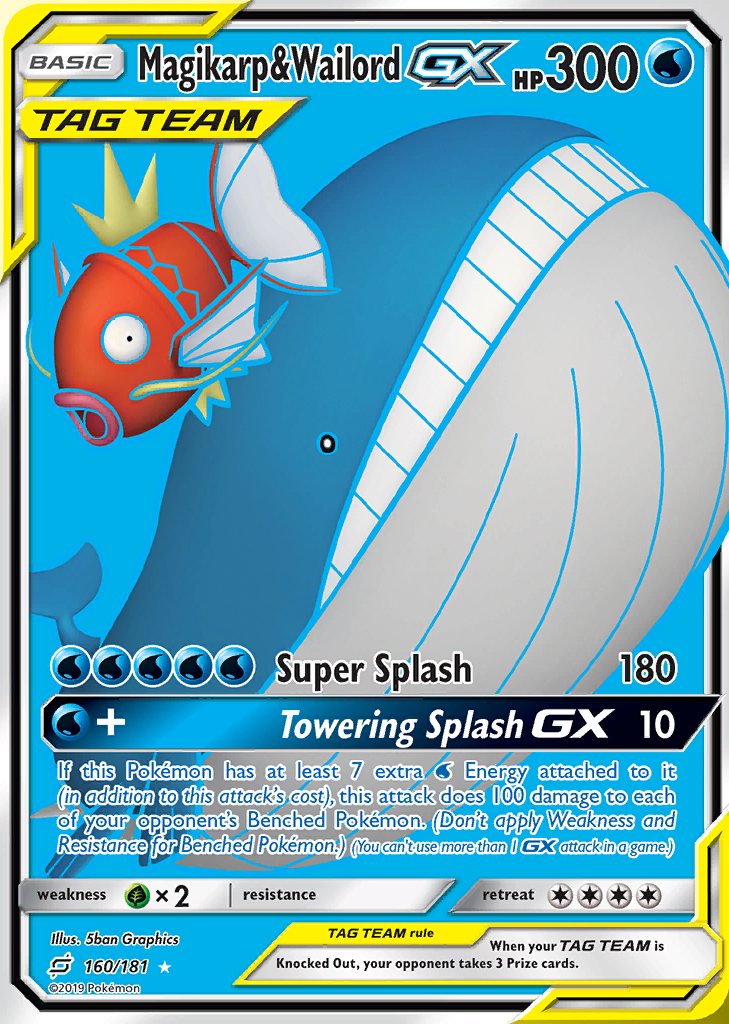 BASIC Magikarp&Wailord GX HP300
TAG TEAM
Super Splash 180
+ Towering Splash GX 10
If this Pokémon has at least 7 extra Energy attached to it
(in addition to this attack's cost), this attack does 100 damage to each
of your opponent's Benched Pokémon. (Don't apply Weakness and
Resistance for Benched Pokémon.) (You can't use more than 1 GX attack in a game.)
weakness ×2 resistance retreat
Illus. 5ban Graphics
160/181
©2019 Pokémon
TAG TEAM rule
When your TAG TEAM is
Knocked Out, your opponent takes 3 Prize cards.